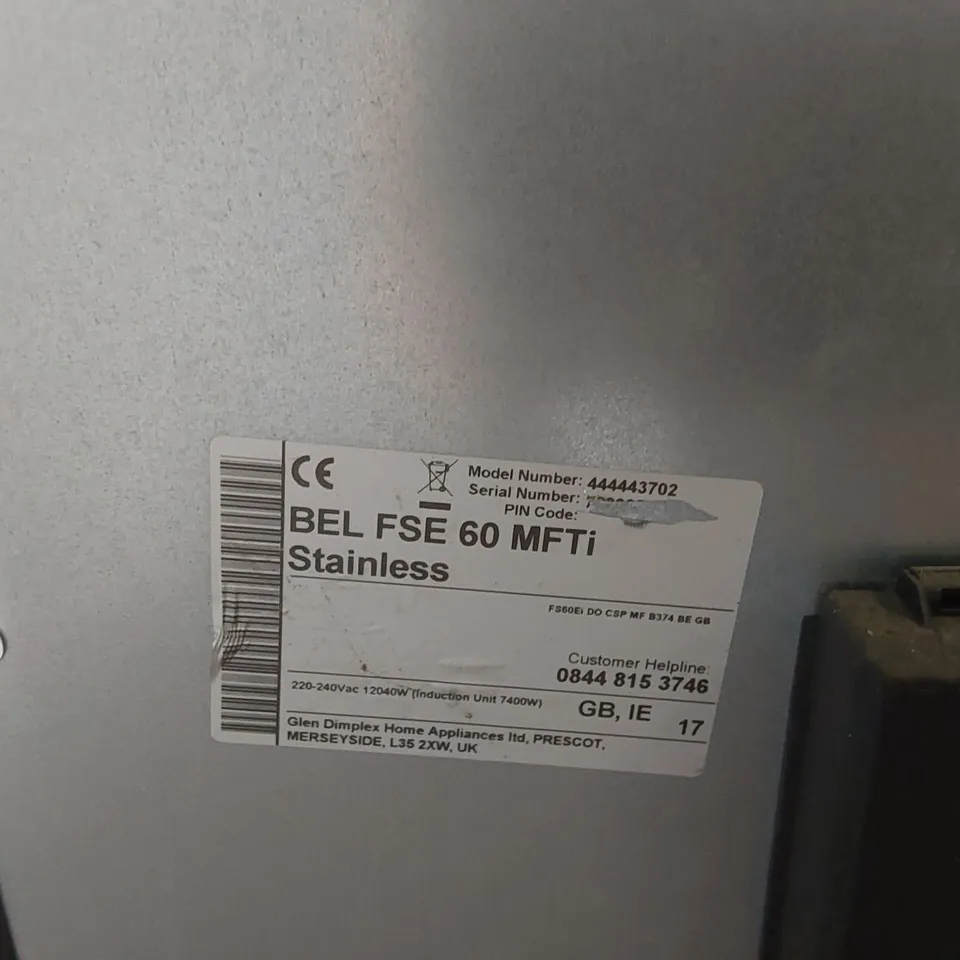 CE
Model Number: 444443702
Serial Number:
PIN Code:
BEL FSE 60 MFTi
Stainless
FS60Ei DO CSP MF B374 BE GB
Customer Helpline:
0844 815 3746
220-240Vac 12040W (Induction Unit 7400W)
GB, IE
17
Glen Dimplex Home Appliances ltd, PRESCOT,
MERSEYSIDE, L35 2XW, UK